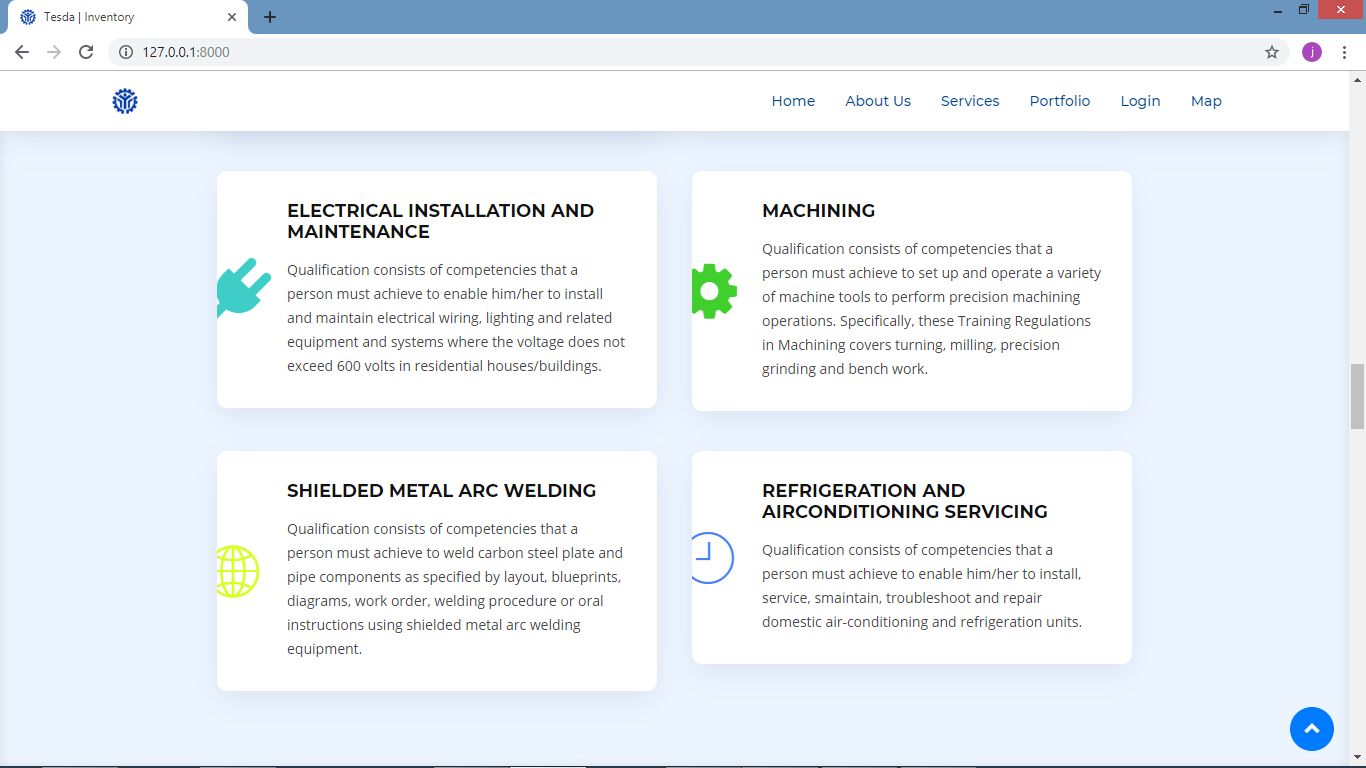 Tesda | Inventory
127.0.0.1:8000
j
Home About Us Services Portfolio Login Map
ELECTRICAL INSTALLATION AND
MAINTENANCE
Qualification consists of competencies that a
person must achieve to enable him/her to install
and maintain electrical wiring, lighting and related
equipment and systems where the voltage does not
exceed 600 volts in residential houses/buildings.
MACHINING
Qualification consists of competencies that a
person must achieve to set up and operate a variety
of machine tools to perform precision machining
operations. Specifically, these Training Regulations
in Machining covers turning, milling, precision
grinding and bench work.
SHIELDED METAL ARC WELDING
Qualification consists of competencies that a
person must achieve to weld carbon steel plate and
pipe components as specified by layout, blueprints,
diagrams, work order, welding procedure or oral
instructions using shielded metal arc welding
equipment.
REFRIGERATION AND
AIRCONDITIONING SERVICING
Qualification consists of competencies that a
person must achieve to enable him/her to install,
service, smaintain, troubleshoot and repair
domestic air-conditioning and refrigeration units.